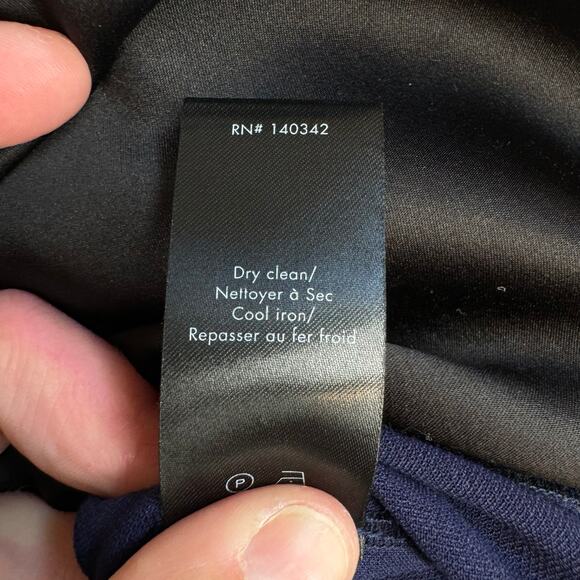 RN# 140342
Dry clean/
Nettoyer à Sec
Cool iron/
Repasser au fer froid
P